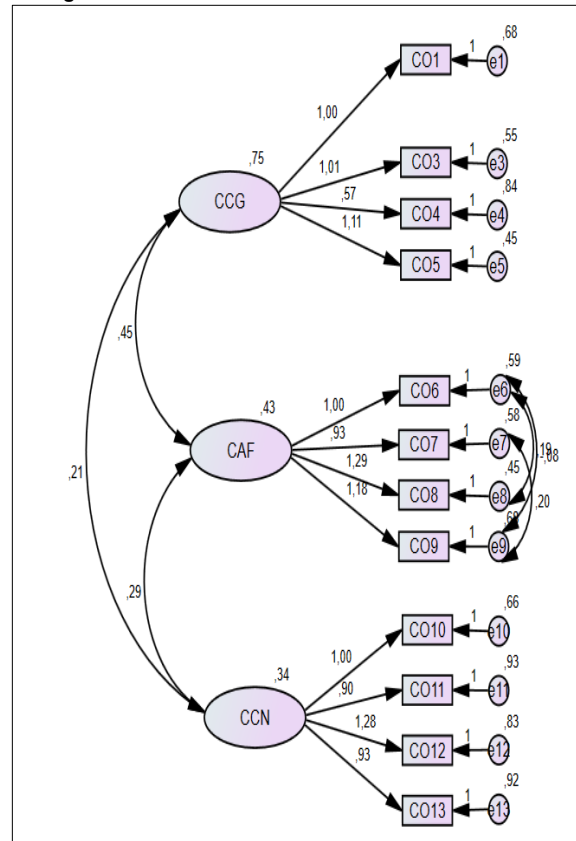 ,68
CO1 1 e1
1,00
,55
,75
CO3 1 e3
1,01
,84
CCG ,57 CO4 1 e4
1,11 ,45
CO5 1 e5
,45
,59
CO6 1 e6
,43 1,00 ,58
,93 CO7 1 e7
,19
CAF 1,29 ,45
,21 CO8 1 e8
1,18 ,20
CO9 1 e9
,29
,66
CO10 1 e10
1,00
,34 ,93
,90 CO11 1 e11
CCN 1,28 ,83
CO12 1 e12
,93
,92
CO13 1 e13